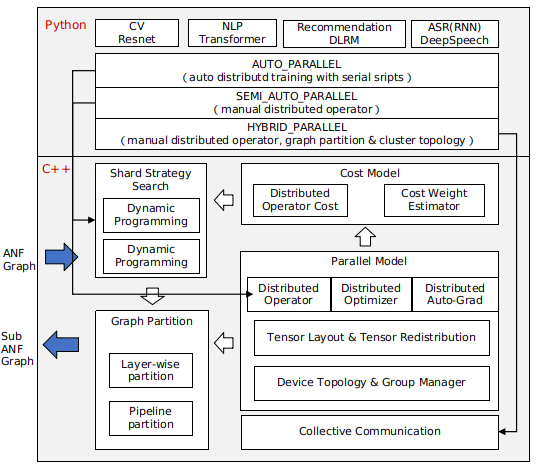 Python
CV
Resnet
NLP
Transformer
Recommendation
DLRM
ASR(RNN)
DeepSpeech
AUTO_PARALLEL
( auto distributd training with serial sripts )
SEMI_AUTO_PARALLEL
( manual distributed operator )
HYBRID_PARALLEL
( manual distributed operator, graph partition & cluster topology )
C++
Shard Strategy
Search
Dynamic
Programming
Dynamic
Programming
Cost Model
Distributed
Operator Cost
Cost Weight
Estimator
ANF
Graph
Parallel Model
Distributed
Operator
Distributed
Optimizer
Distributed
Auto-Grad
Tensor Layout & Tensor Redistribution
Device Topology & Group Manager
Sub
ANF
Graph
Graph Partition
Layer-wise
partition
Pipeline
partition
Collective Communication